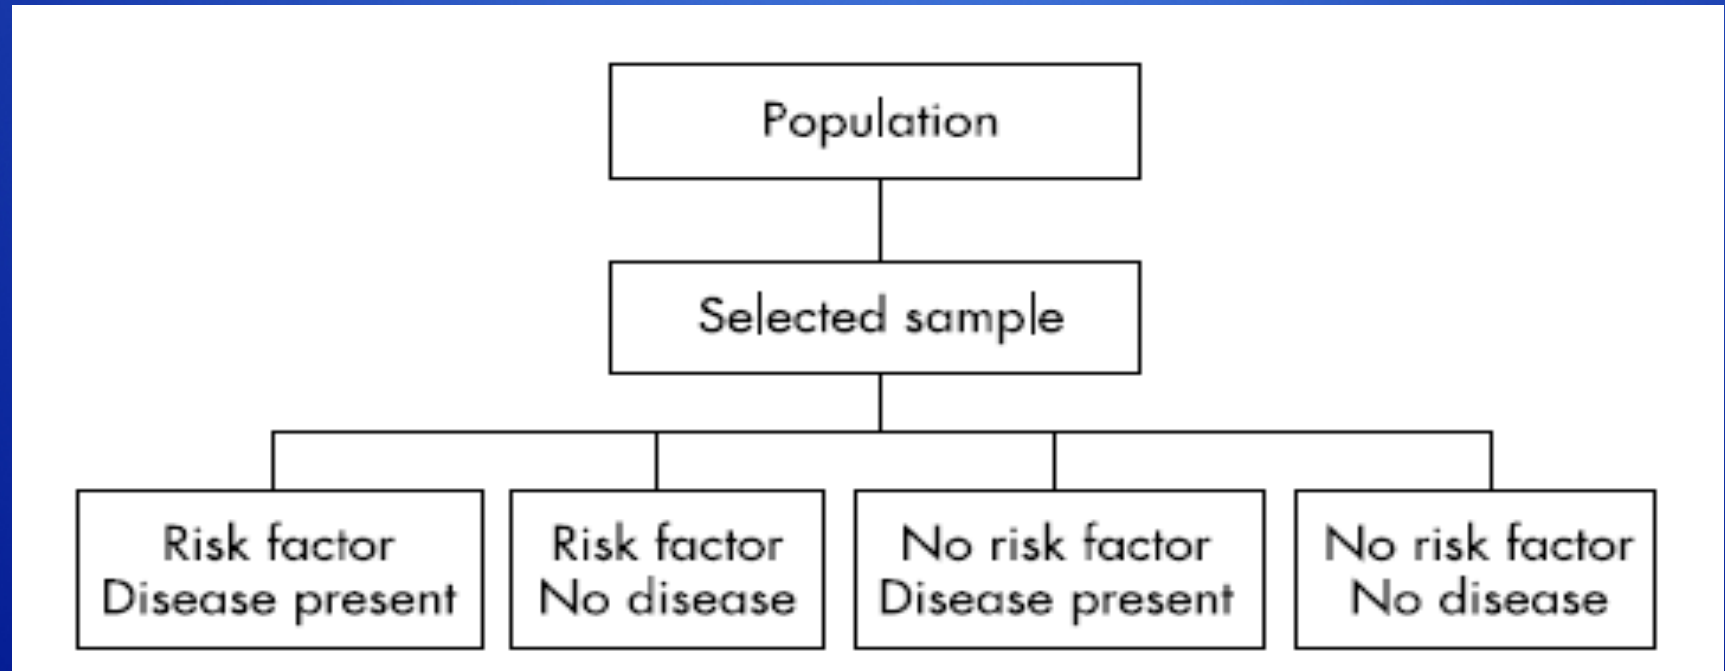 Population
Selected sample
Risk factor
Disease present
Risk factor
No disease
No risk factor
Disease present
No risk factor
No disease